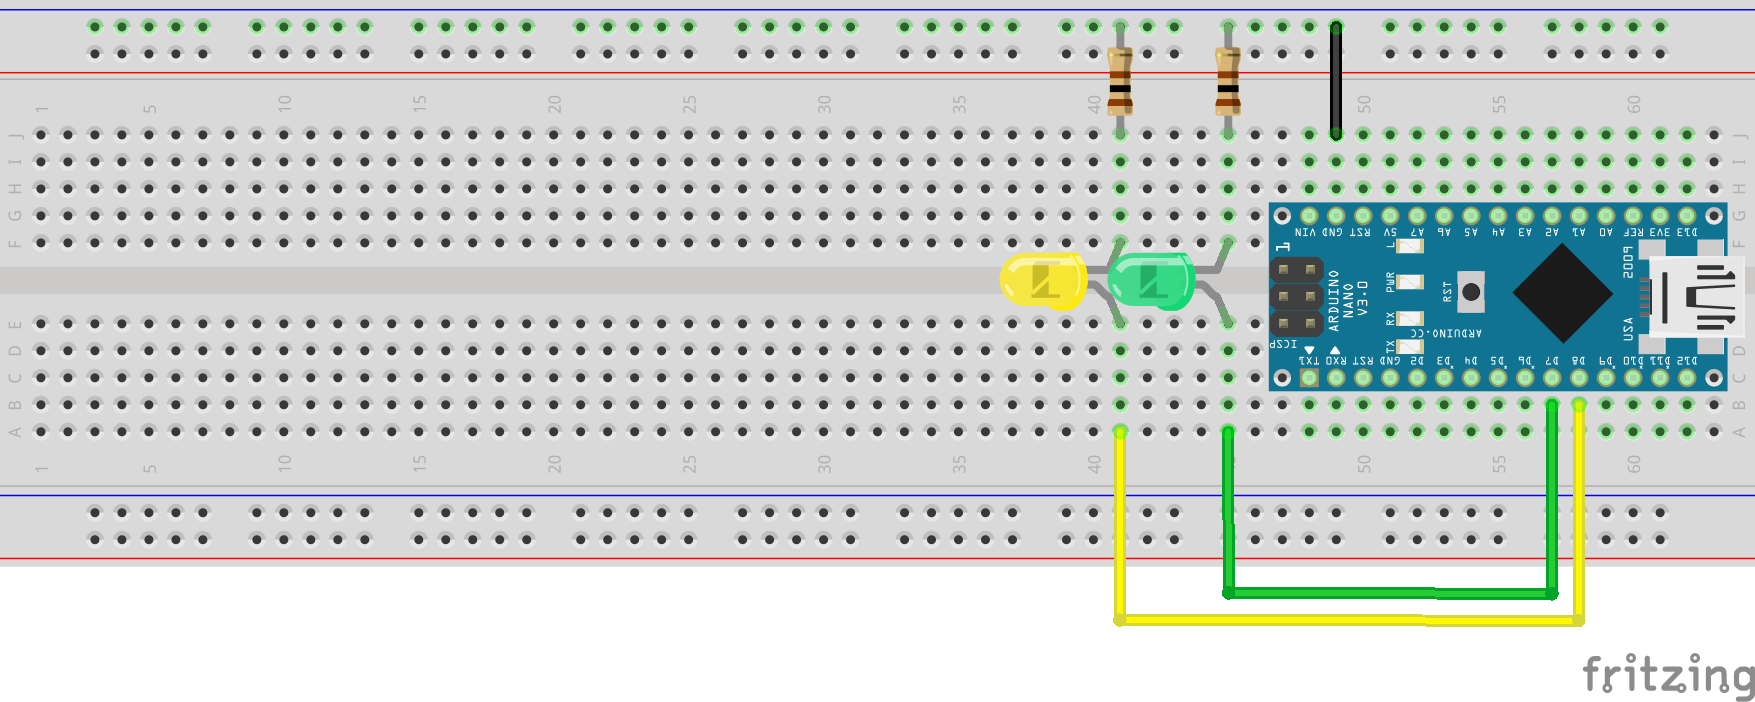 1 5 10 15 20 25 30 35 40 50 55 60
J J
I I
H H
G G
F F
VIN GND RST 5V A7 A6 A5 A4 A3 A2 A1 A0 REF 3V3 D13
1
L
PWR
RX
TX
RST
ARDUINO
NANO
V3.0
ARDUINO.CC
2009
USA
ICSP
TX1 RX0 RST GND D2 D3 D4 D5 D6 D7 D8 D9 D10 D11 D12
E
D D
C C
B B
A A
1 5 10 15 20 25 30 35 40 50 55 60
fritzing